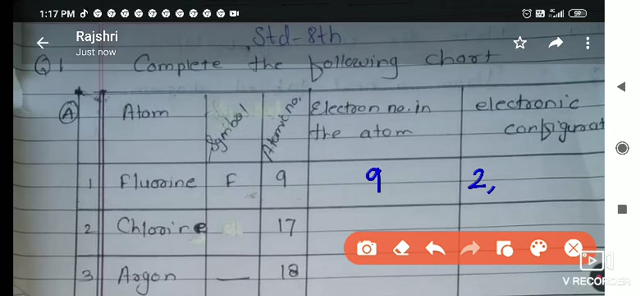 1:17 PM
Rajshri
Just now
Std-8th
Q1 Complete the following chart
A Atom Symbol Atomic no. Electron no. in the atom electronic configurat
1 Fluorine F 9 9 2,
2 Chlorine 17
3 Argon — 18
V RECORDER